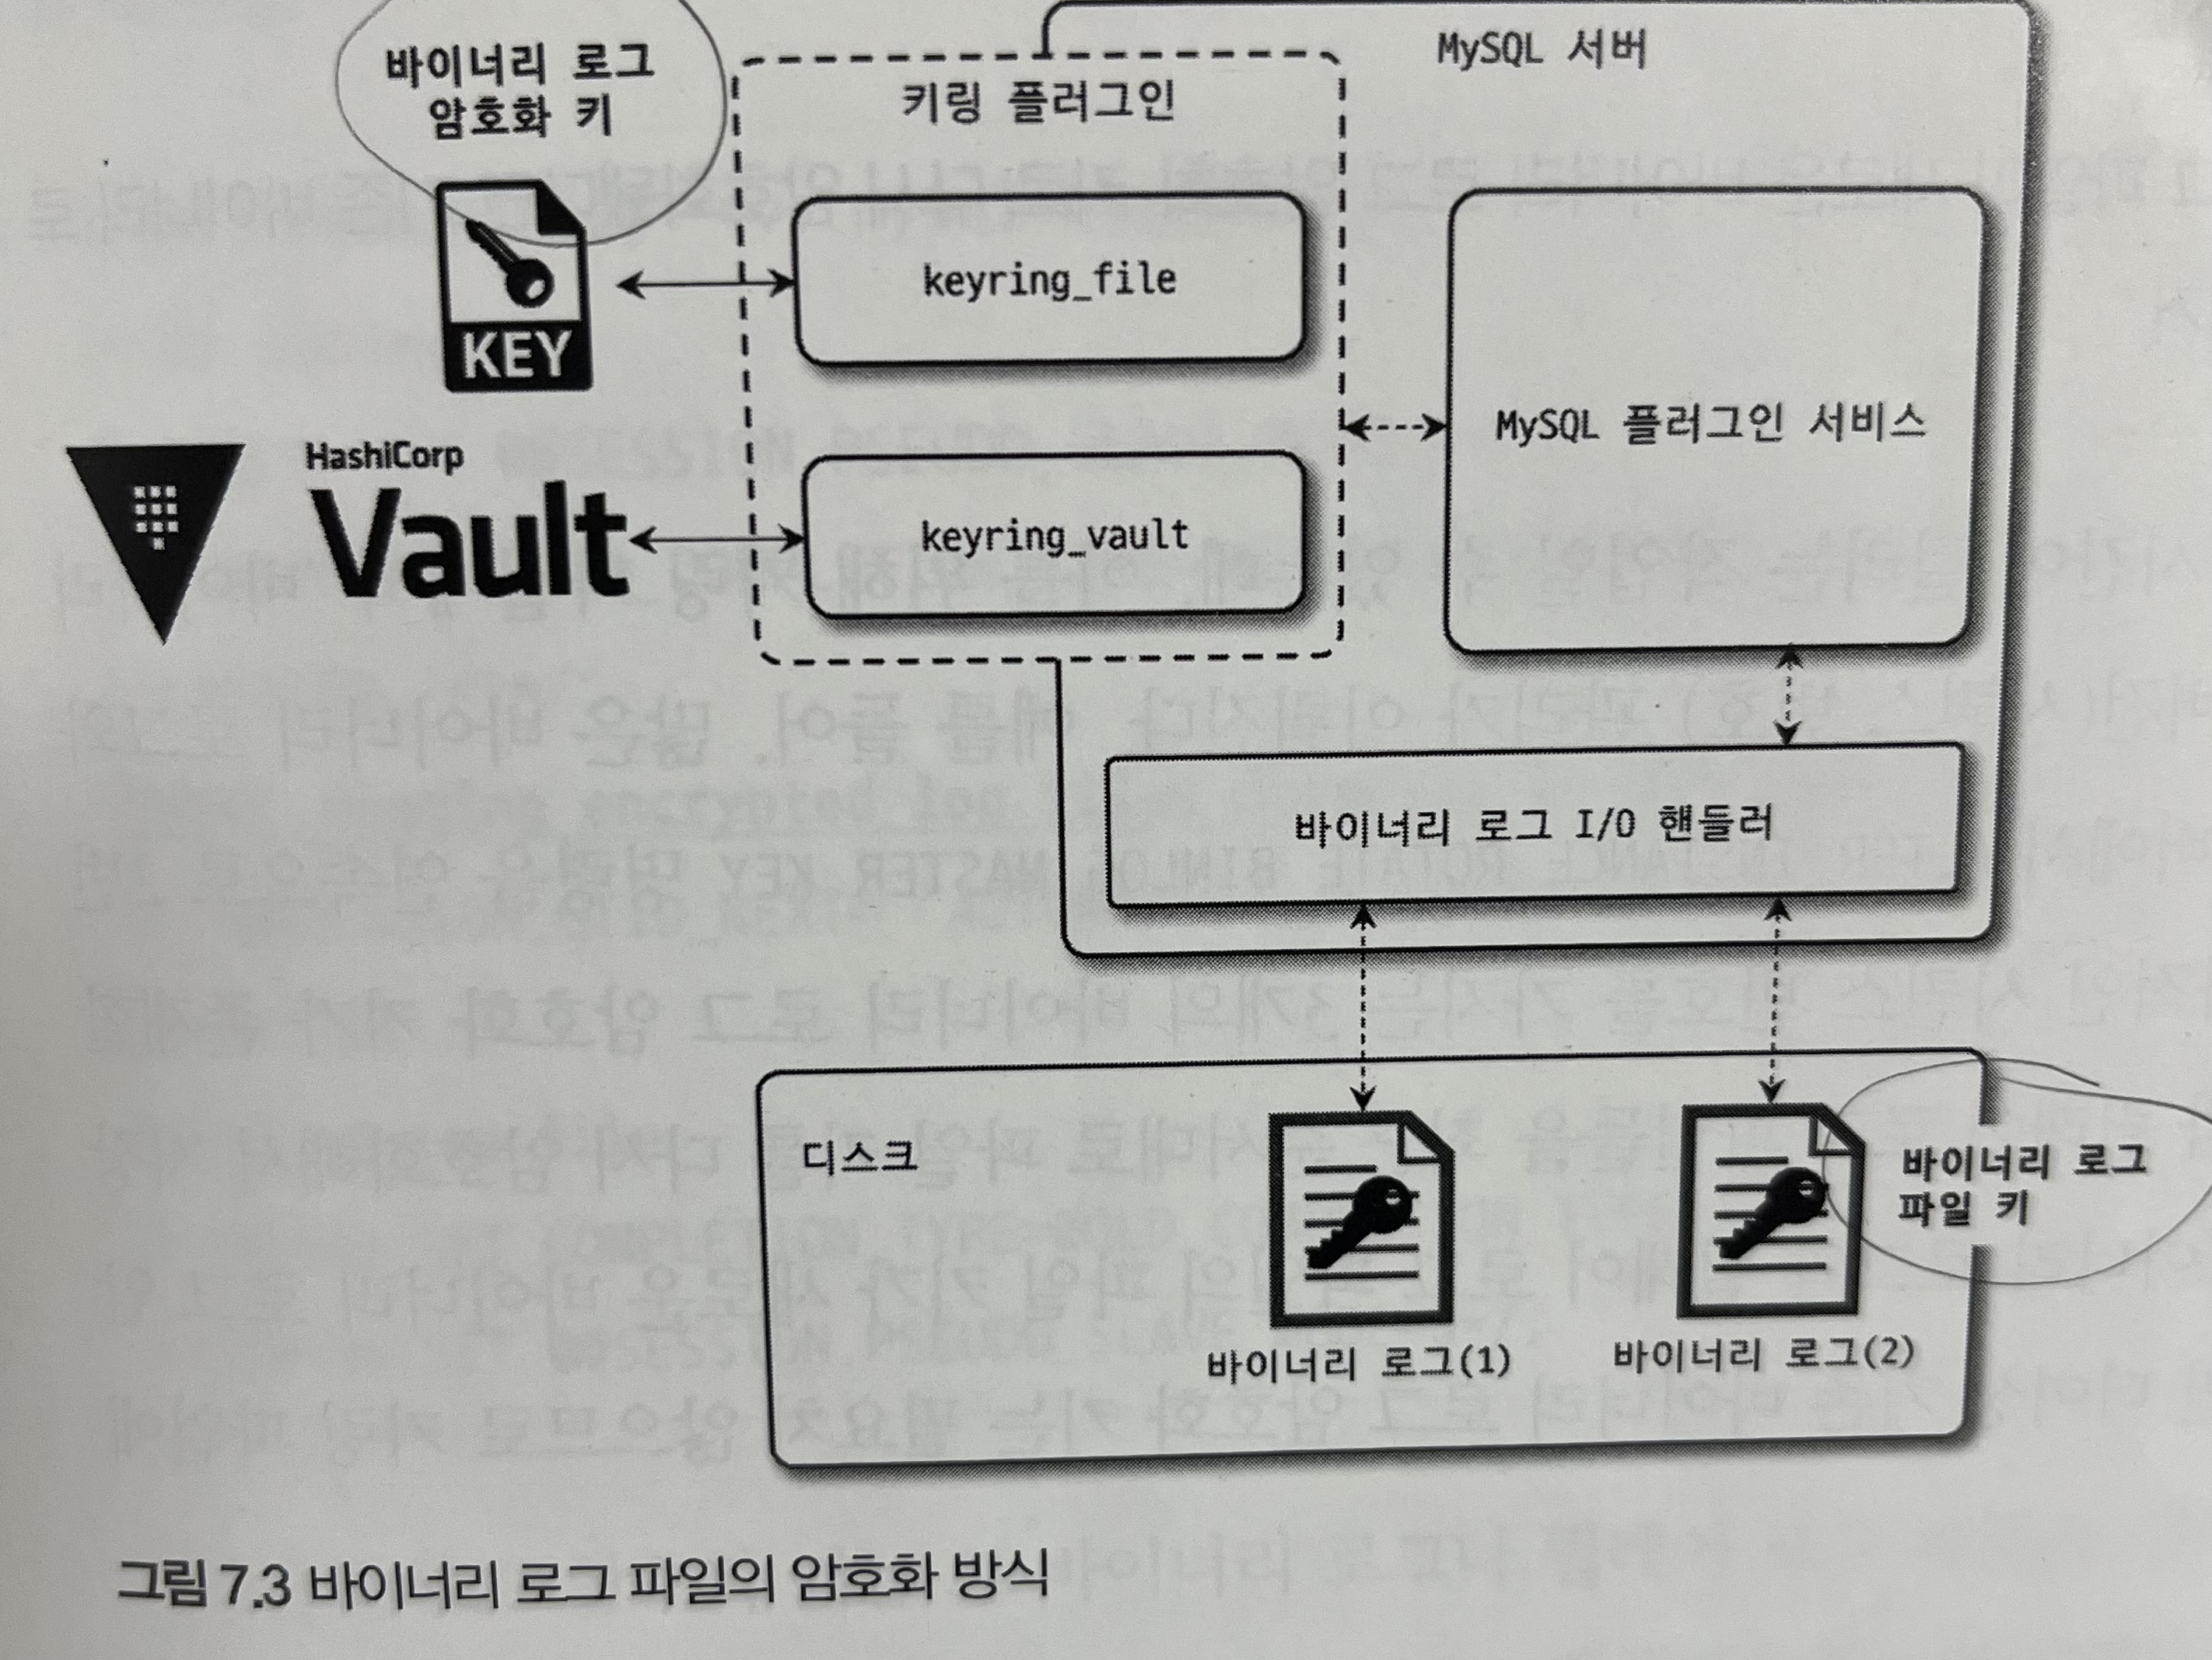 바이너리 로그
암호화 키
KEY
HashiCorp
Vault
키링 플러그인
keyring_file
keyring_vault
MySQL 서버
MySQL 플러그인 서비스
바이너리 로그 I/O 핸들러
디스크
바이너리 로그(1)
바이너리 로그(2)
바이너리 로그
파일 키
그림 7.3 바이너리 로그 파일의 암호화 방식